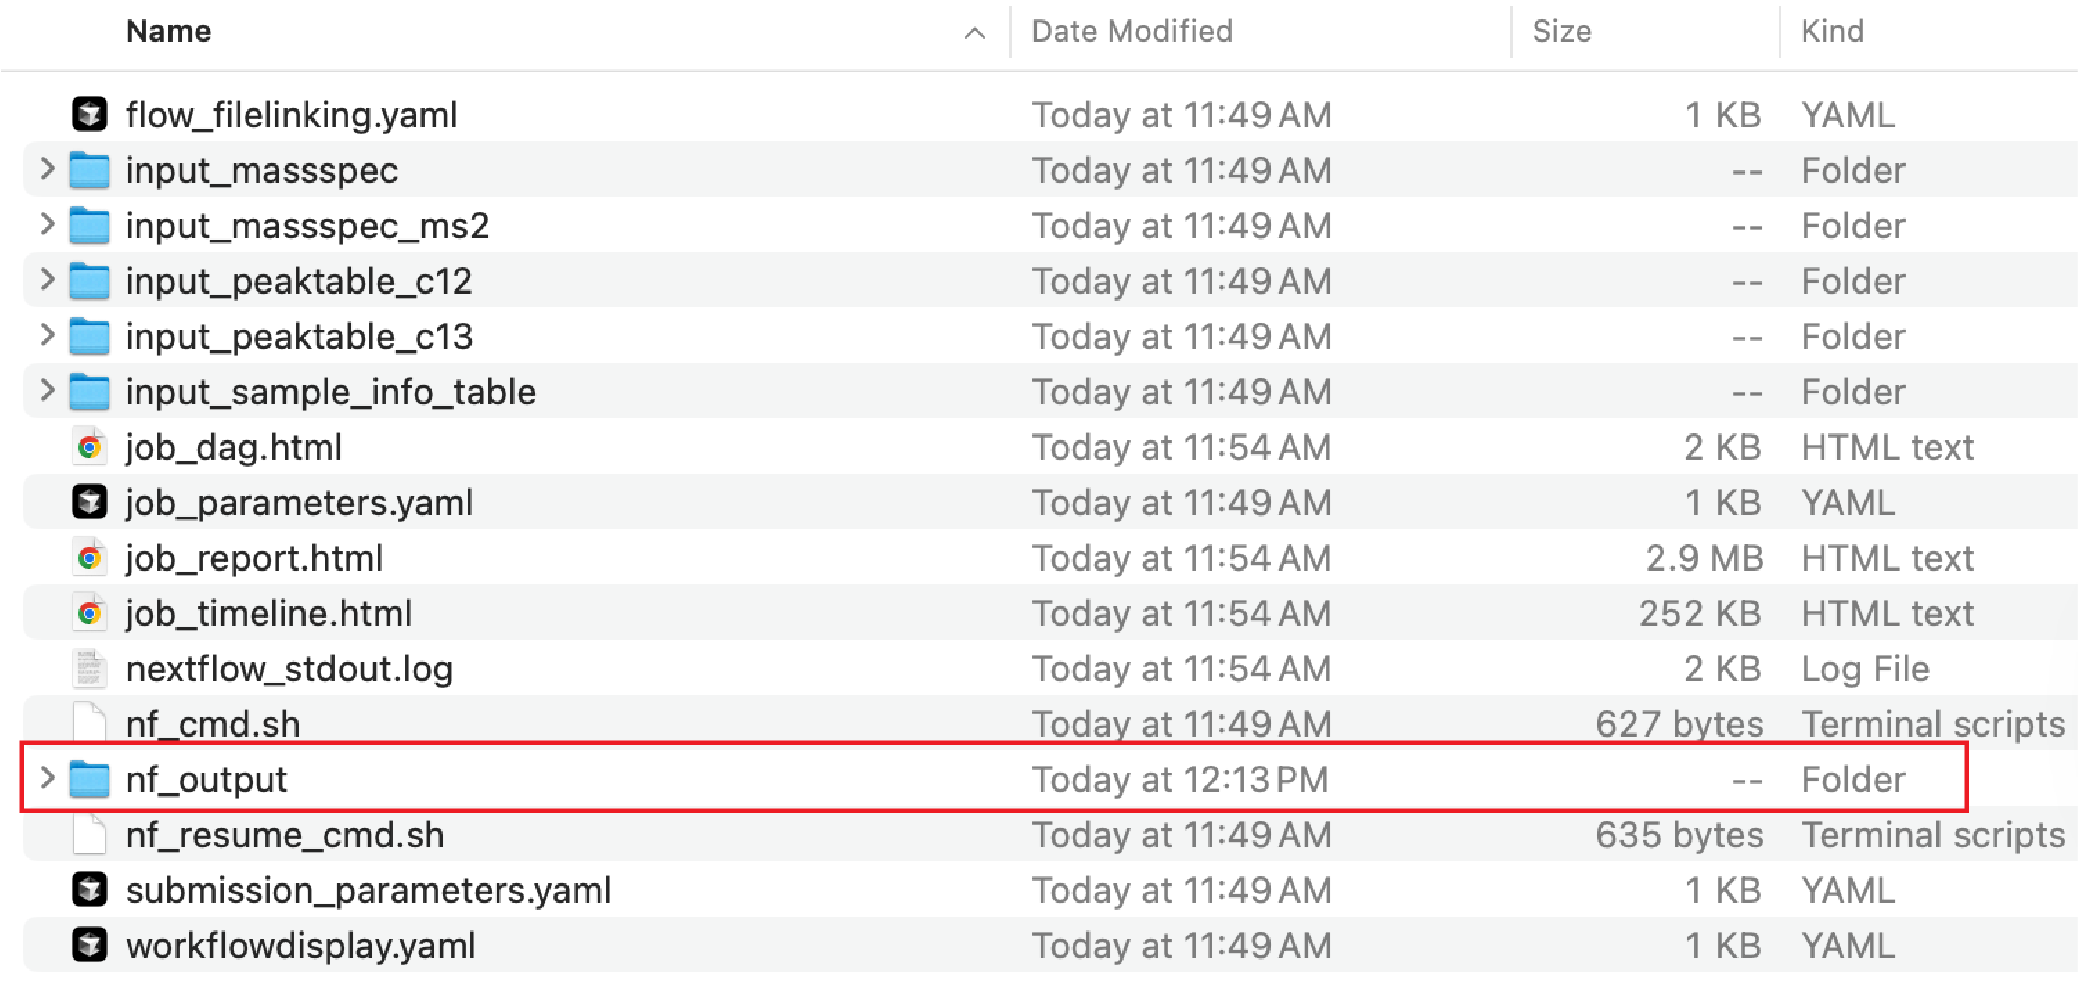 Name Date Modified Size Kind
flow_filelinking.yaml Today at 11:49 AM 1 KB YAML
input_massspec Today at 11:49 AM -- Folder
input_massspec_ms2 Today at 11:49 AM -- Folder
input_peaktable_c12 Today at 11:49 AM -- Folder
input_peaktable_c13 Today at 11:49 AM -- Folder
input_sample_info_table Today at 11:49 AM -- Folder
job_dag.html Today at 11:54 AM 2 KB HTML text
job_parameters.yaml Today at 11:49 AM 1 KB YAML
job_report.html Today at 11:54 AM 2.9 MB HTML text
job_timeline.html Today at 11:54 AM 252 KB HTML text
nextflow_stdout.log Today at 11:54 AM 2 KB Log File
nf_cmd.sh Today at 11:49 AM 627 bytes Terminal scripts
nf_output Today at 12:13 PM -- Folder
nf_resume_cmd.sh Today at 11:49 AM 635 bytes Terminal scripts
submission_parameters.yaml Today at 11:49 AM 1 KB YAML
workflowdisplay.yaml Today at 11:49 AM 1 KB YAML